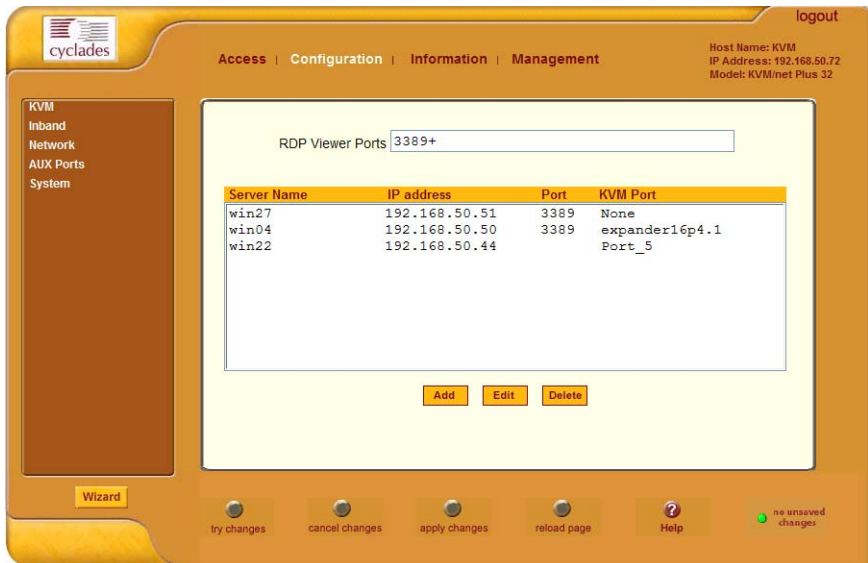 logout
cyclades
Access | Configuration | Information | Management
Host Name: KVM
IP Address: 192.168.50.72
Model: KVM/net Plus 32
KVM
Inband
Network
AUX Ports
System
RDP Viewer Ports 3389+
Server Name IP address Port KVM Port
win27 192.168.50.51 3389 None
win04 192.168.50.50 3389 expander16p4.1
win22 192.168.50.44 Port_5
Add Edit Delete
Wizard
try changes cancel changes apply changes reload page ? Help no unsaved changes